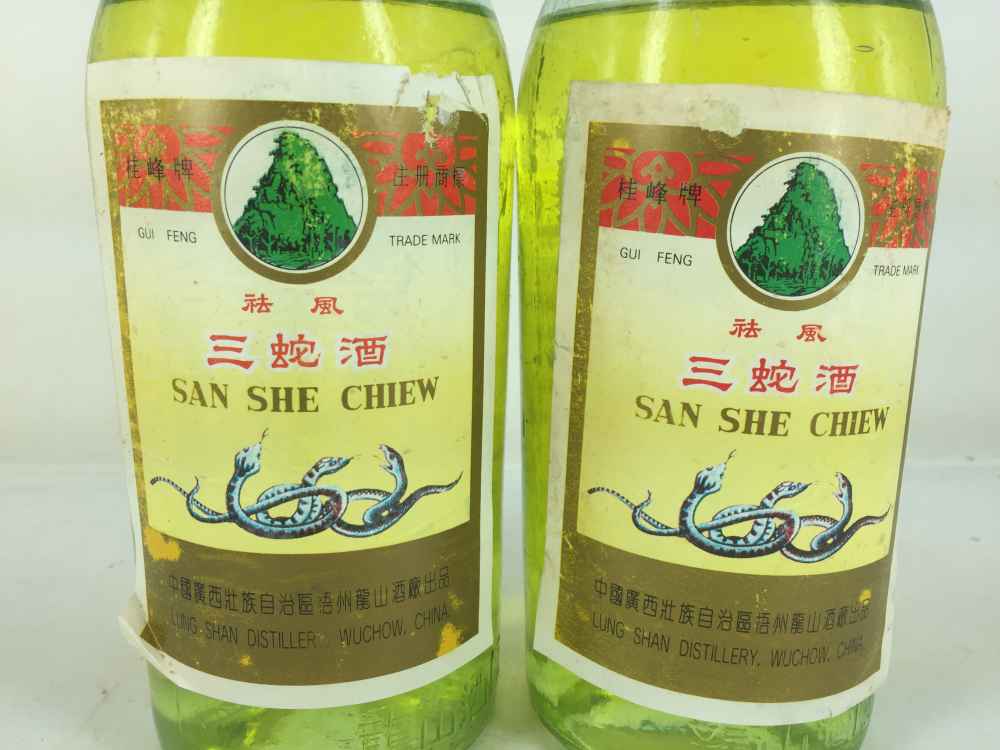 桂峰牌 注册商標
GUI FENG TRADE MARK
祛風
三蛇酒
SAN SHE CHIEW
中國廣西壯族自治區梧州龍山酒廠出品
LUNG SHAN DISTILLERY, WUCHOW, CHINA.
桂峰牌
GUI FENG TRADE MARK
祛風
三蛇酒
SAN SHE CHIEW
中國廣西壯族自治區梧州龍山酒廠出品
LUNG SHAN DISTILLERY, WUCHOW, CHINA.